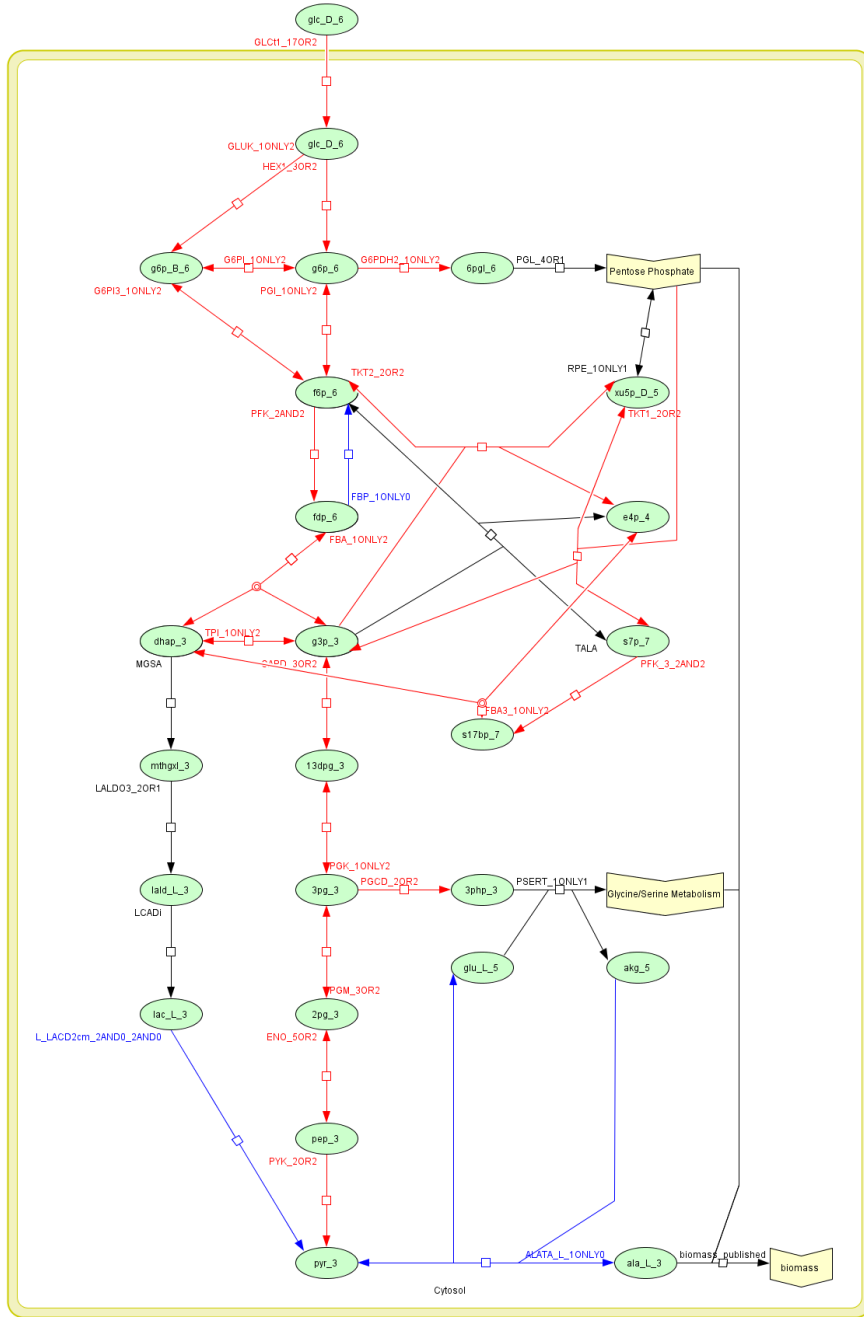 glc_D_6
GLCt1_17OR2
glc_D_6
GLUK_1ONLY2
g6p_B_6
G6PI_1ONLY2
g6p_6
G6PDH2_1ONLY2
6pgl_6
PGL_4OR1
Pentose Phosphate
G6PI3_1ONLY2
PGI_1ONLY2
RPE_1ONLY1
TKT2_2OR2
f6p_6
xu5p_D_5
PFK_2AND2
TKT1_2OR2
FBP_1ONLY0
fdp_6
e4p_4
FBA_1ONLY2
dhap_3
TPI_1ONLY2
g3p_3
TALA
s7p_7
MGSA
PFK_3_2AND2
FBA3_1ONLY2
s17bp_7
mthgxl_3
13dpg_3
LALDO3_2OR1
PGK_1ONLY2
lald_L_3
3pg_3
PGCD_2OR2
3php_3
PSERT_1ONLY1
Glycine/Serine Metabolism
LCADi
glu_L_5
akg_5
PGM_3OR2
lac_L_3
2pg_3
L_LACD2cm_2AND0_2AND0
ENO_5OR2
pep_3
PYK_2OR2
pyr_3
ALATA_L_1ONLY0
ala_L_3
biomass_published
biomass
Cytosol